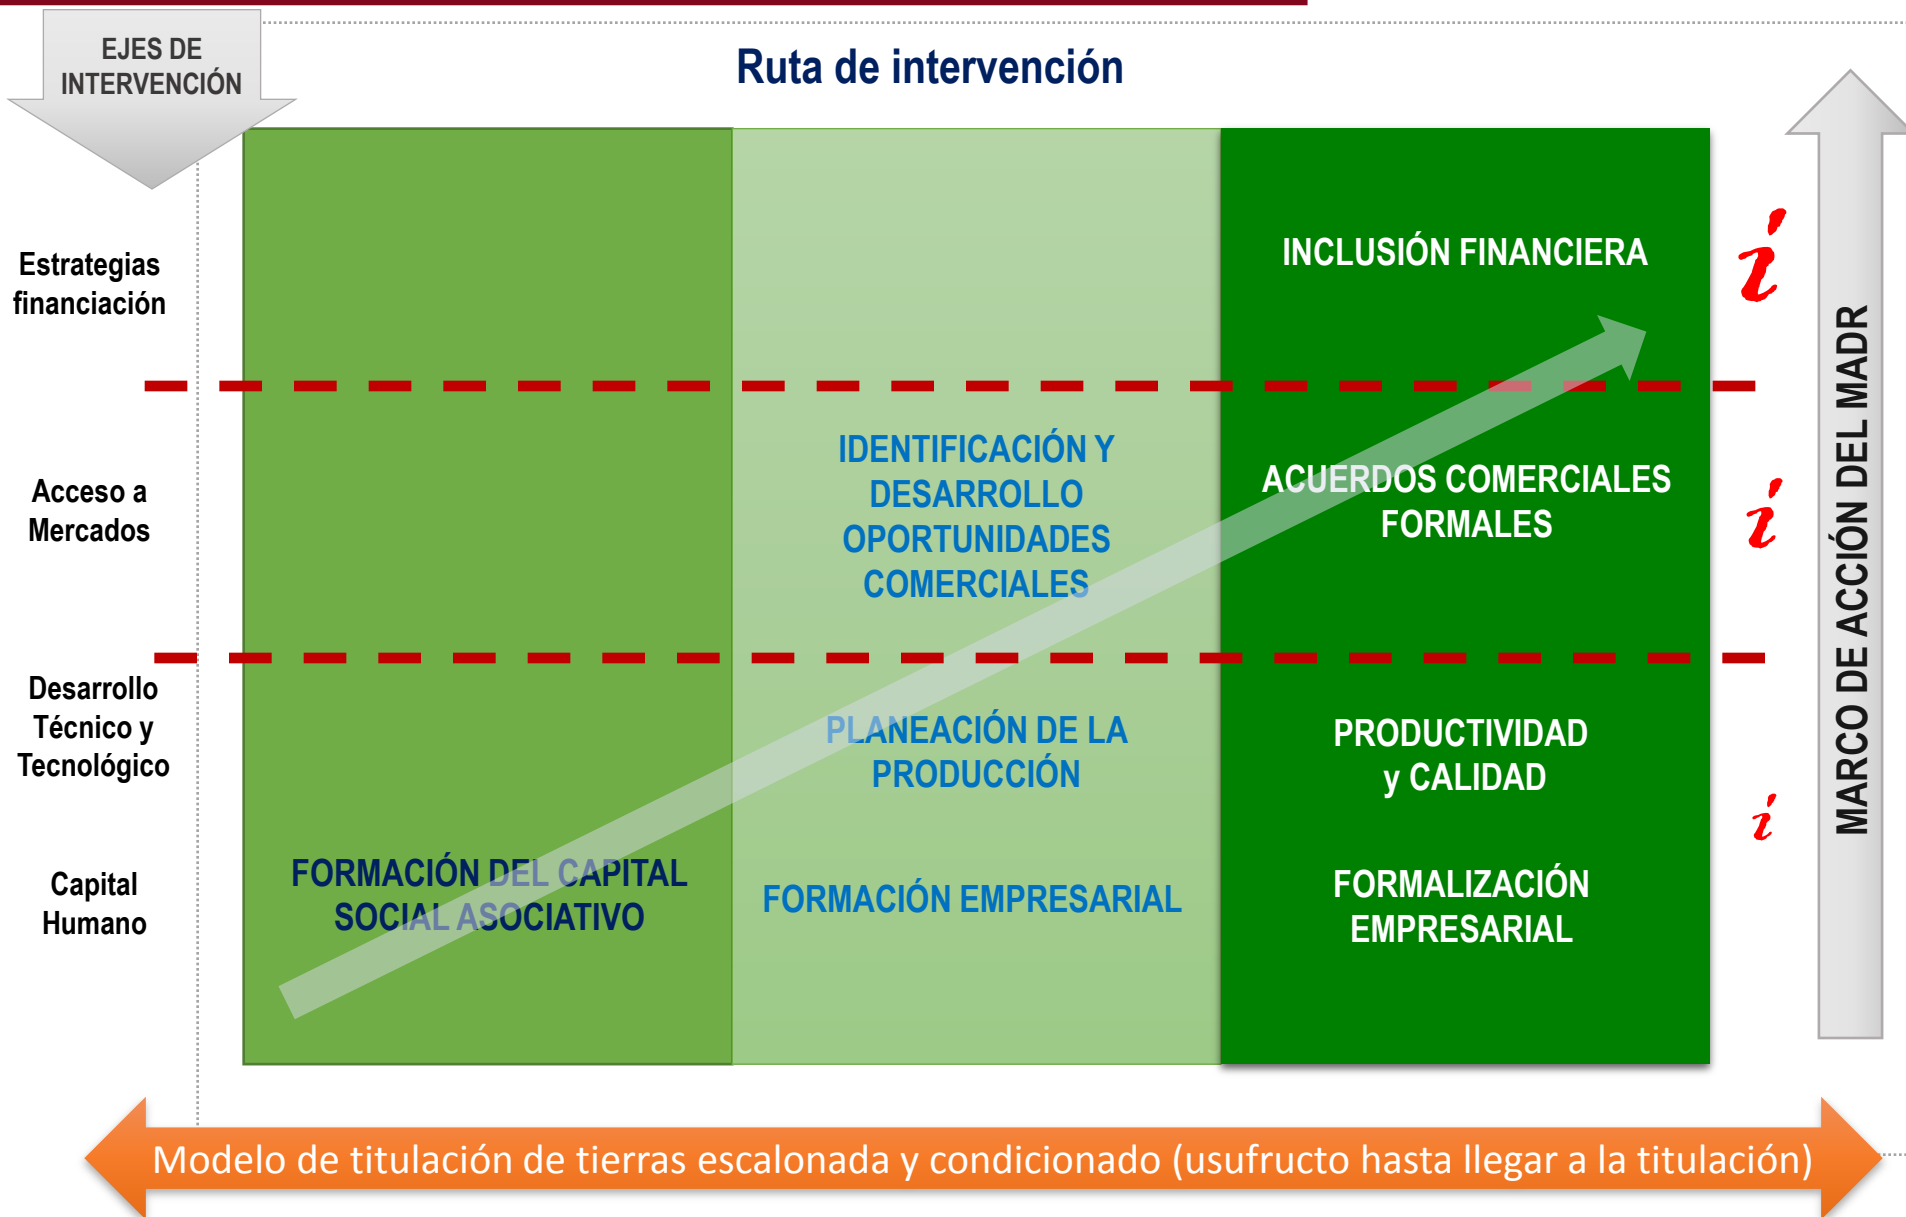 EJES DE
INTERVENCIÓN
Ruta de intervención
Estrategias
financiación
INCLUSIÓN FINANCIERA
i
Acceso a
Mercados
IDENTIFICACIÓN Y
DESARROLLO
OPORTUNIDADES
COMERCIALES
ACUERDOS COMERCIALES
FORMALES
i
Desarrollo
Técnico y
Tecnológico
PLANEACIÓN DE LA
PRODUCCIÓN
PRODUCTIVIDAD
y CALIDAD
i
Capital
Humano
FORMACIÓN DEL CAPITAL
SOCIAL ASOCIATIVO
FORMACIÓN EMPRESARIAL
FORMALIZACIÓN
EMPRESARIAL
MARCO DE ACCIÓN DEL MADR
Modelo de titulación de tierras escalonada y condicionado (usufructo hasta llegar a la titulación)